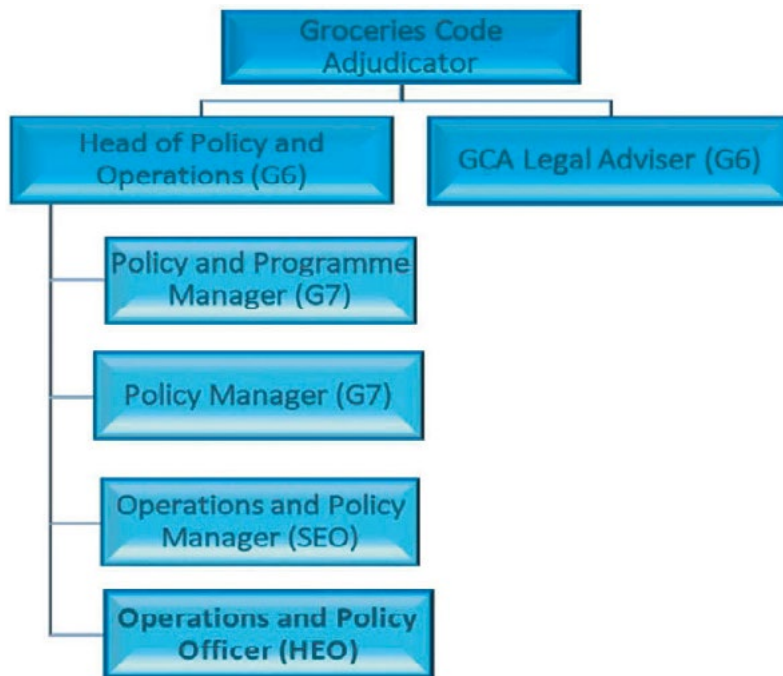 Groceries Code
Adjudicator
Head of Policy and
Operations (G6)
GCA Legal Adviser (G6)
Policy and Programme
Manager (G7)
Policy Manager (G7)
Operations and Policy
Manager (SEO)
Operations and Policy
Officer (HEO)